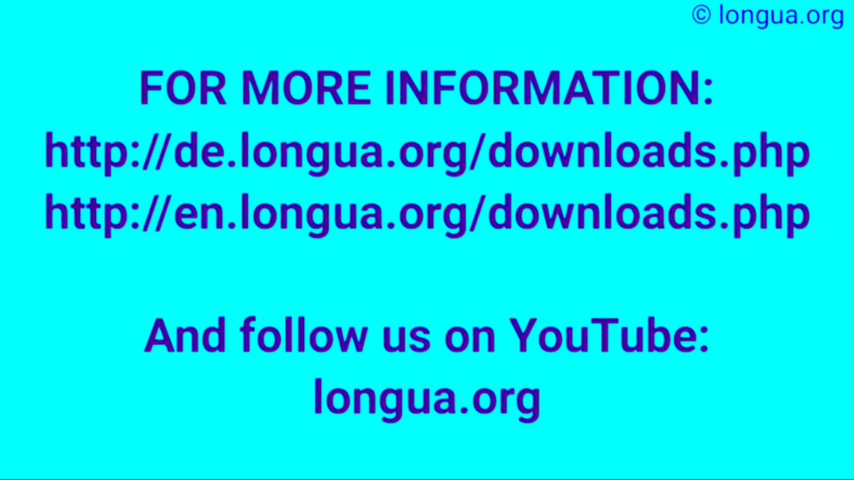 © longua.org
FOR MORE INFORMATION:
http://de.longua.org/downloads.php
http://en.longua.org/downloads.php
And follow us on YouTube:
longua.org